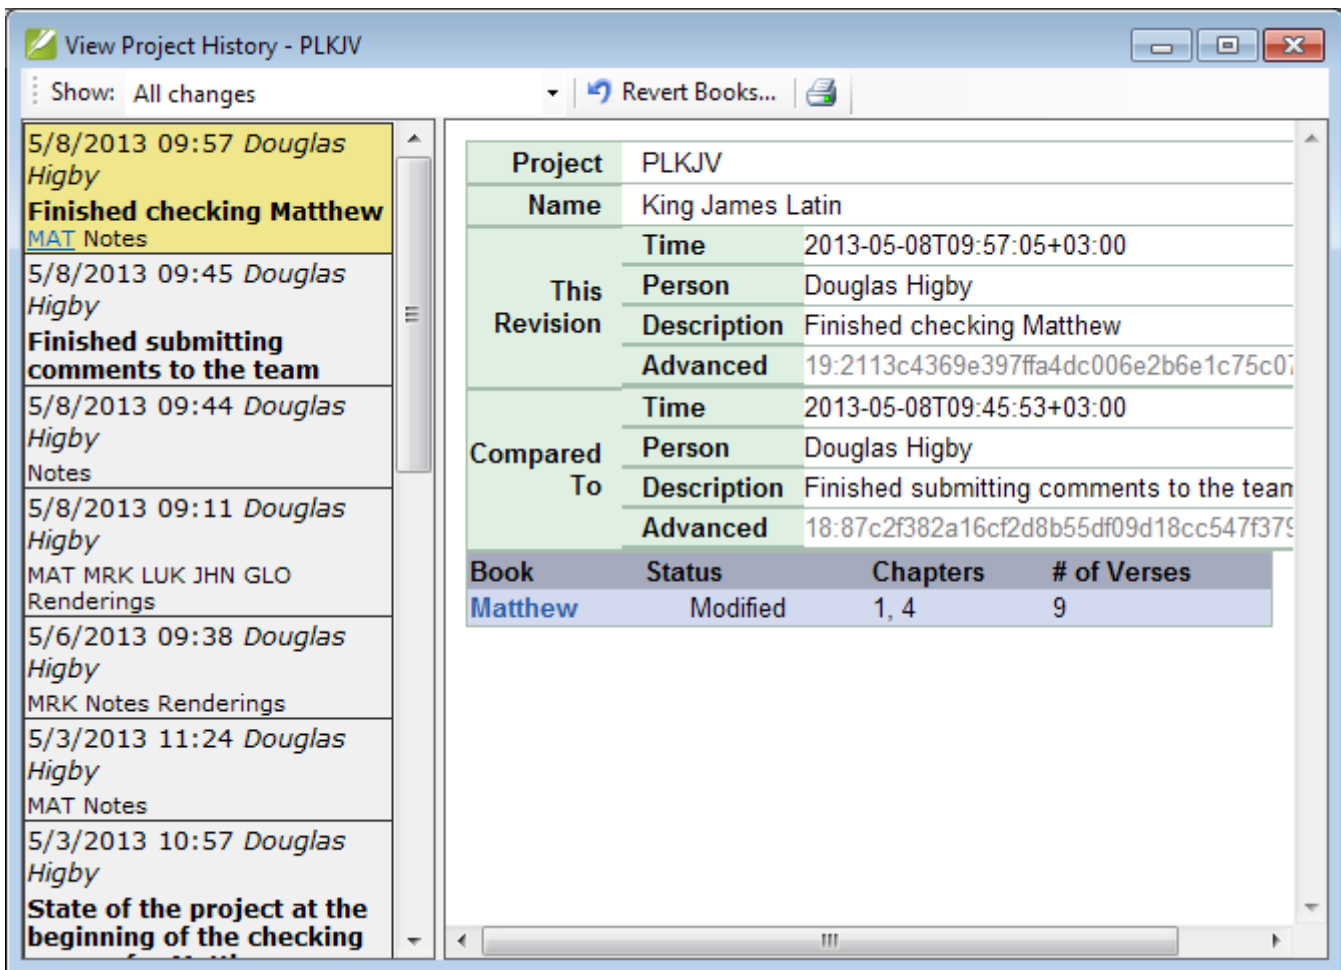 View Project History - PLKJV
Show: All changes
Revert Books...
5/8/2013 09:57 Douglas
Higby
Finished checking Matthew
MAT Notes
5/8/2013 09:45 Douglas
Higby
Finished submitting
comments to the team
5/8/2013 09:44 Douglas
Higby
Notes
5/8/2013 09:11 Douglas
Higby
MAT MRK LUK JHN GLO
Renderings
5/6/2013 09:38 Douglas
Higby
MRK Notes Renderings
5/3/2013 11:24 Douglas
Higby
MAT Notes
5/3/2013 10:57 Douglas
Higby
State of the project at the
beginning of the checking
Project PLKJV
Name King James Latin
This
Revision
Time 2013-05-08T09:57:05+03:00
Person Douglas Higby
Description Finished checking Matthew
Advanced 19:2113c4369e397ffa4dc006e2b6e1c75c07
Compared
To
Time 2013-05-08T09:45:53+03:00
Person Douglas Higby
Description Finished submitting comments to the team
Advanced 18:87c2f382a16cf2d8b55df09d18cc547f379
Book Status Chapters # of Verses
Matthew Modified 1, 4 9